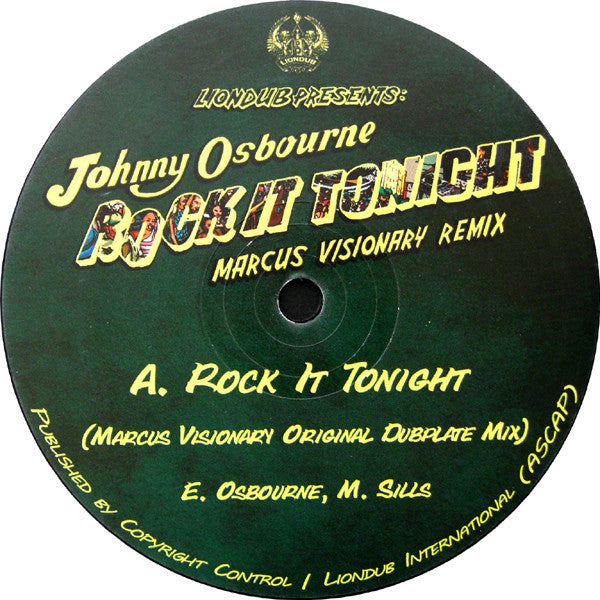 LIONDUB
LIONDUB PRESENTS:
Johnny Osbourne
ROCK IT TONIGHT
MARCUS VISIONARY REMIX
A. ROCK IT TONIGHT
(MARCUS VISIONARY ORIGINAL DUBPLATE MIX)
E. OSBOURNE, M. SILLS
PUBLISHED BY COPYRIGHT CONTROL / LIONDUB INTERNATIONAL (ASCAP)